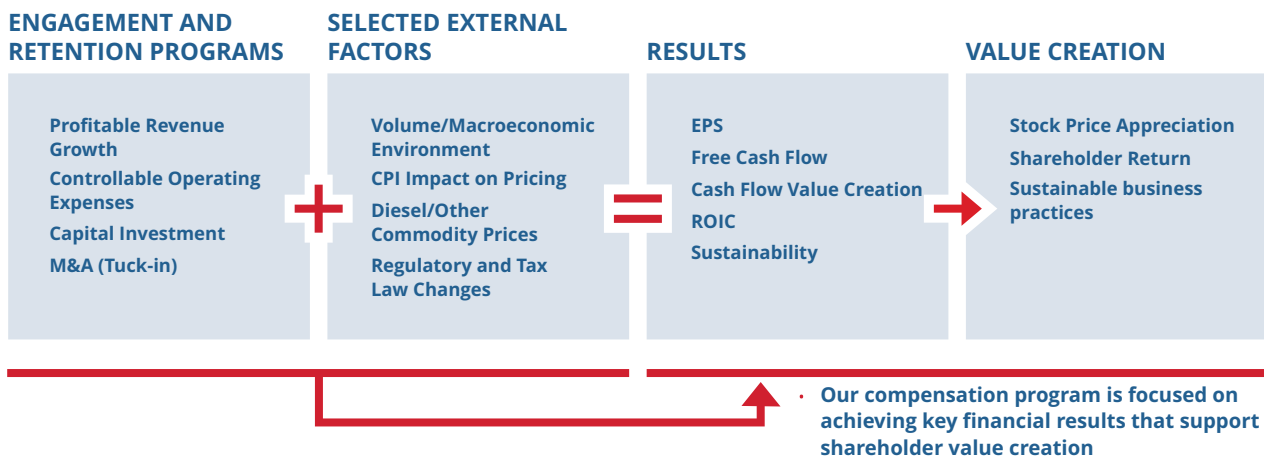 ENGAGEMENT AND
RETENTION PROGRAMS
Profitable Revenue
Growth
Controllable Operating
Expenses
Capital Investment
M&A (Tuck-in)
+
SELECTED EXTERNAL
FACTORS
Volume/Macroeconomic
Environment
CPI Impact on Pricing
Diesel/Other
Commodity Prices
Regulatory and Tax
Law Changes
=
RESULTS
EPS
Free Cash Flow
Cash Flow Value Creation
ROIC
Sustainability
VALUE CREATION
Stock Price Appreciation
Shareholder Return
Sustainable business
practices
· Our compensation program is focused on
achieving key financial results that support
shareholder value creation